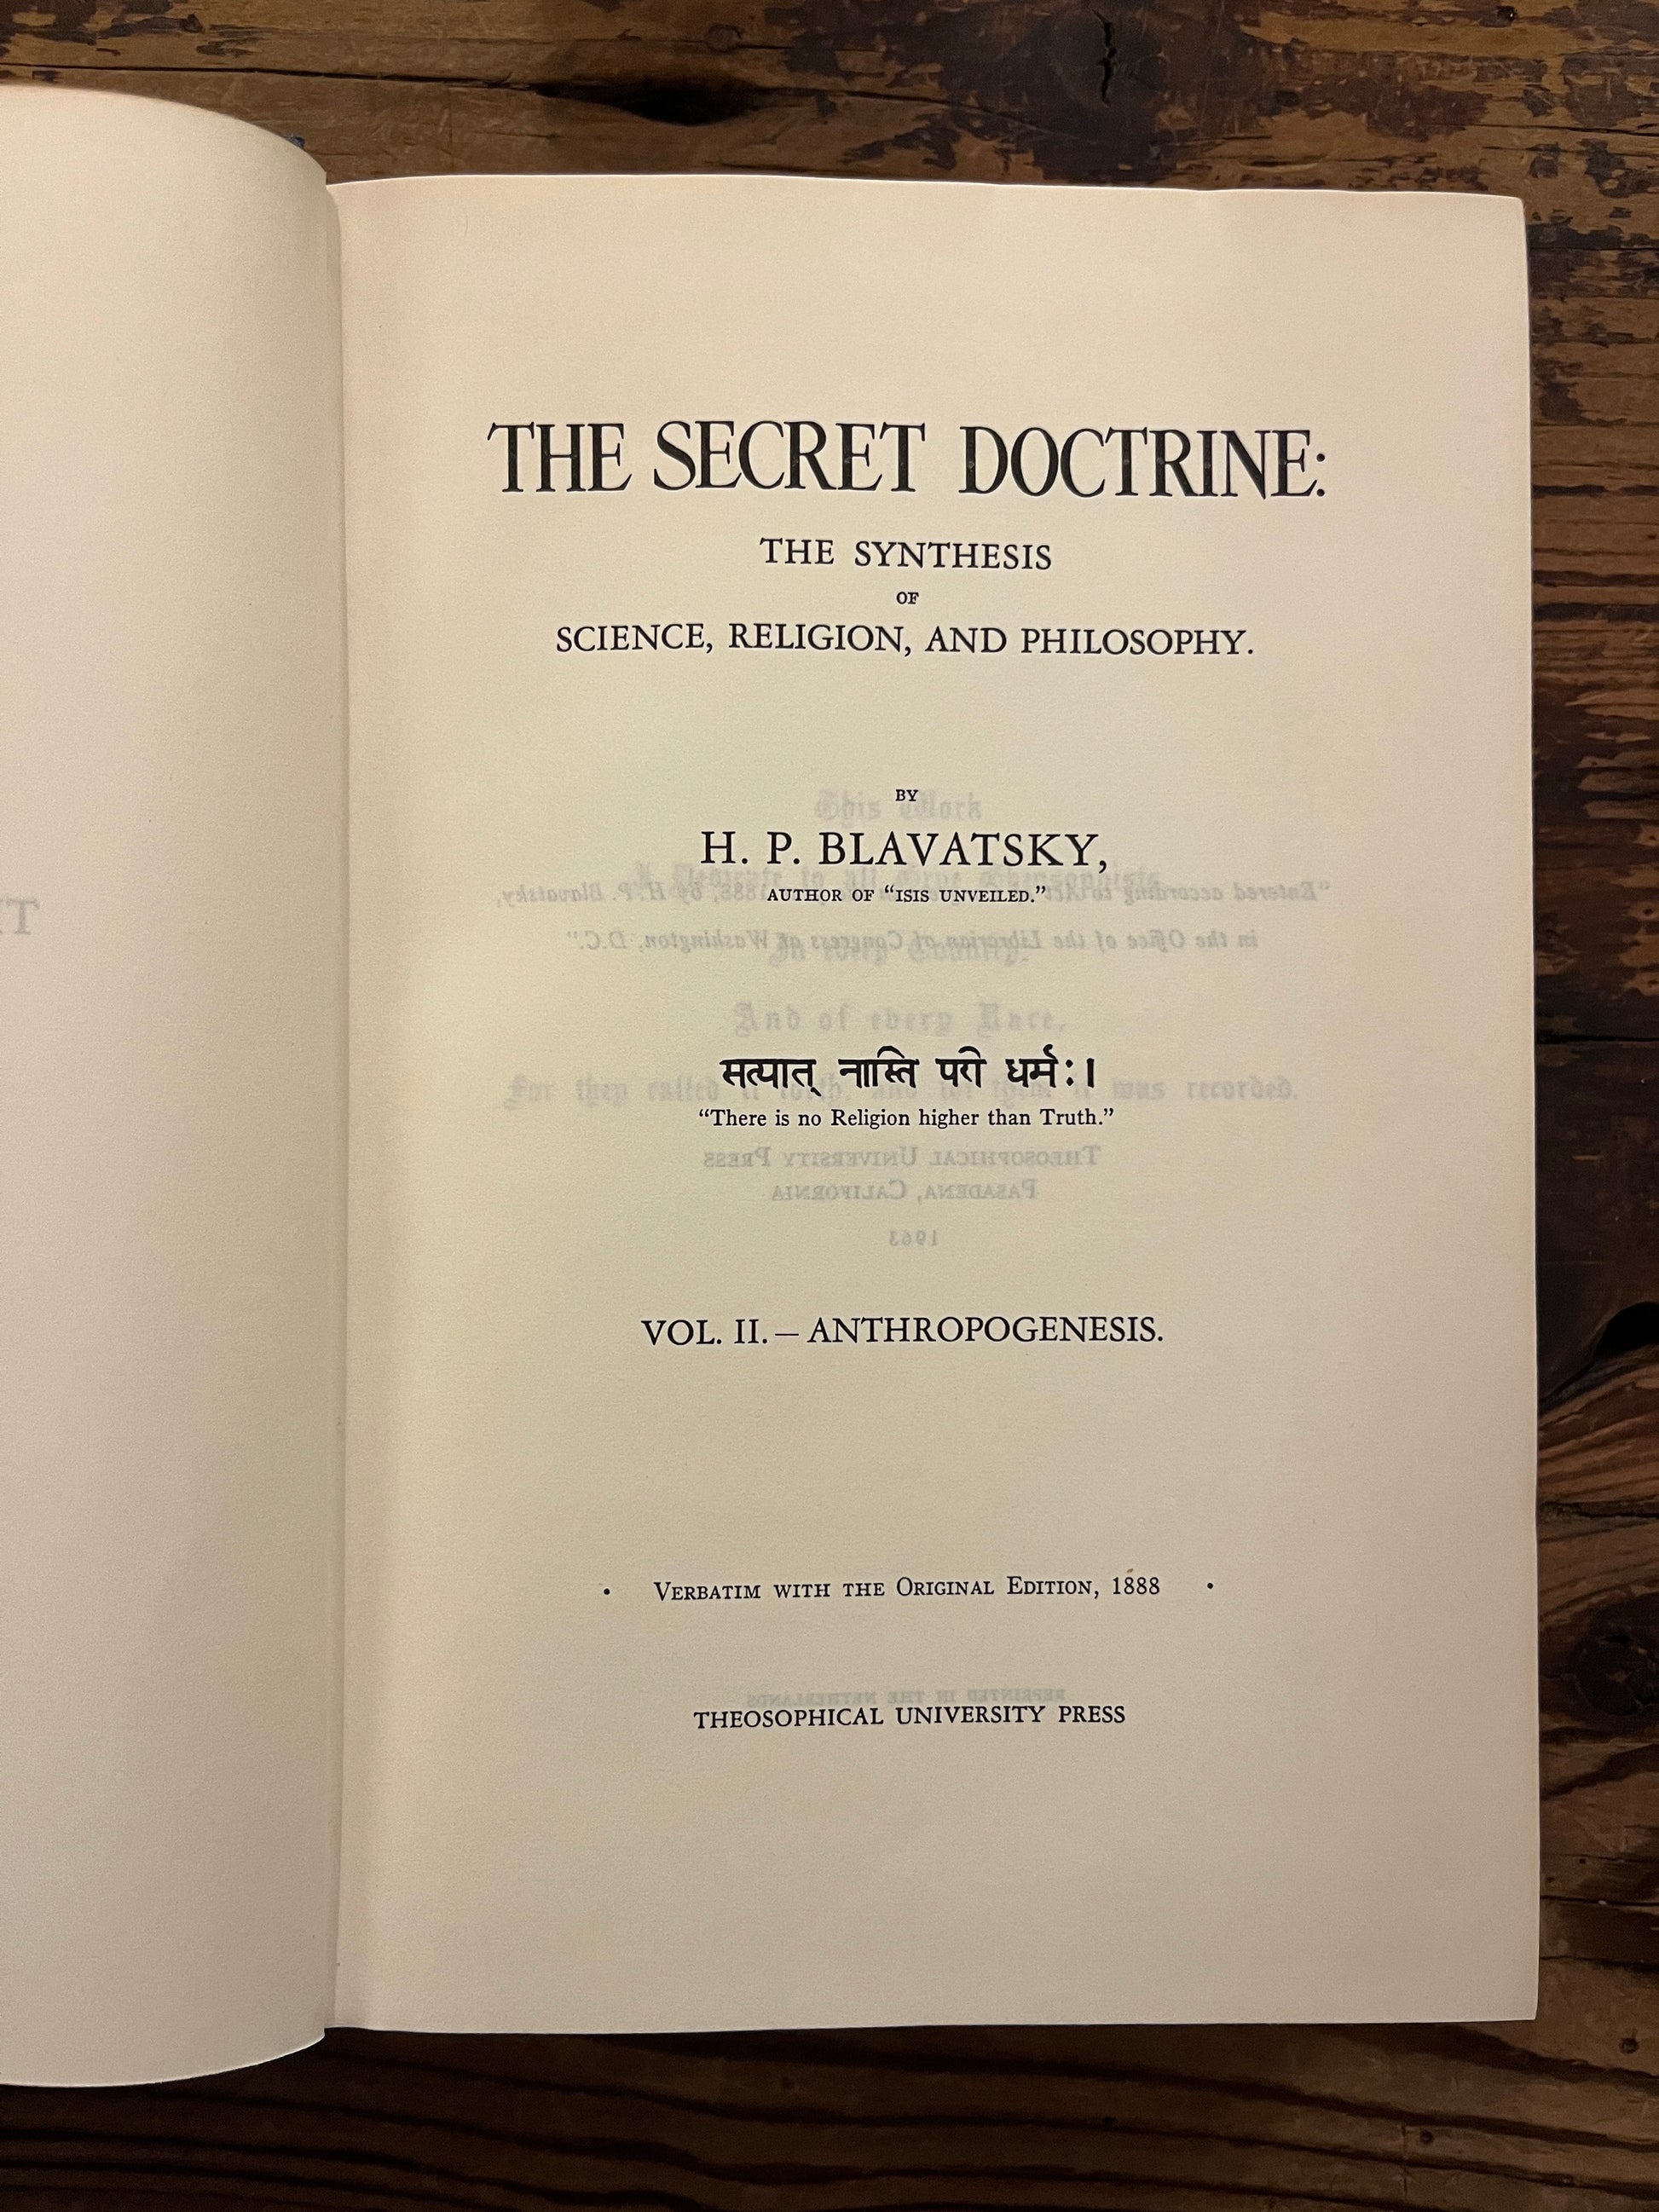 THE SECRET DOCTRINE:
THE SYNTHESIS
OF
SCIENCE, RELIGION, AND PHILOSOPHY.
BY
H. P. BLAVATSKY,
AUTHOR OF “ISIS UNVEILED.”
सत्यात् नास्ति परो धर्मः।
“There is no Religion higher than Truth.”
VOL. II. — ANTHROPOGENESIS.
• VERBATIM WITH THE ORIGINAL EDITION, 1888 •
THEOSOPHICAL UNIVERSITY PRESS